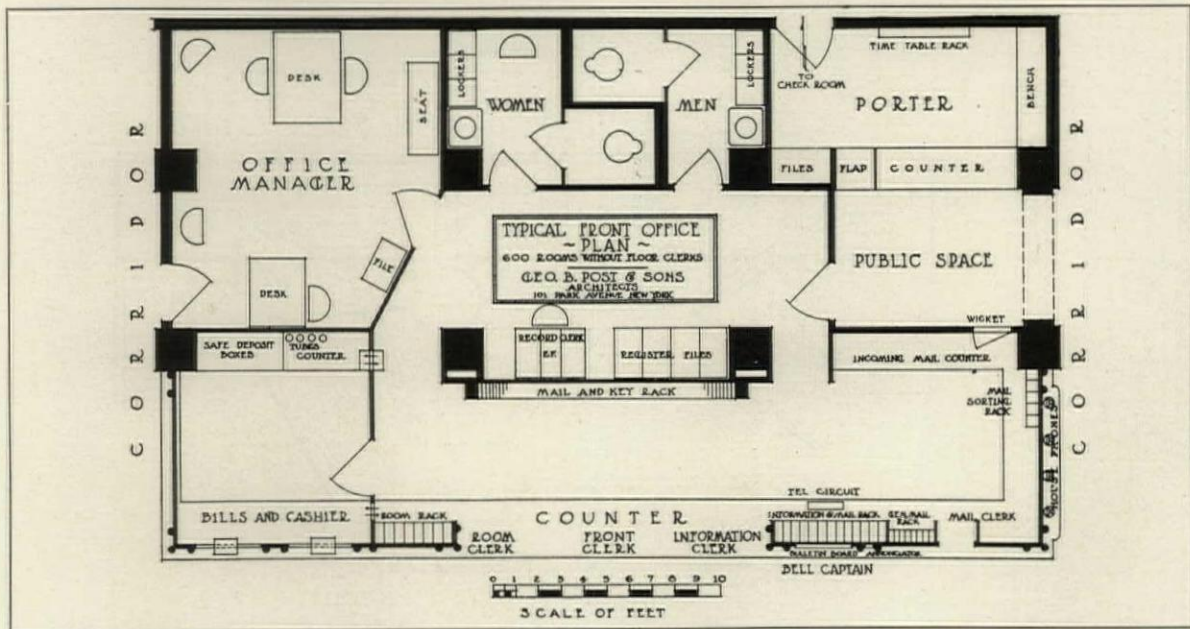 TIME TABLE RACK
LOCKERS
LOCKERS
DESK
SEAT
WOMEN
MEN
TO
CHECK ROOM
PORTER
BENCH
CORRIDOR
CORRIDOR
OFFICE
MANAGER
FILES
FLAP
COUNTER
TYPICAL FRONT OFFICE
~ PLAN ~
600 ROOMS WITHOUT FLOOR CLERKS
GEO. B. POST & SONS
ARCHITECTS
101 PARK AVENUE NEW YORK
PUBLIC SPACE
FILE
DESK
WICKET
SAFE DEPOSIT
BOXES
TUBES
COUNTER
RECORD CLERK
REGISTER FILES
INCOMING MAIL COUNTER
MAIL AND KEY RACK
MAIL
SORTING
RACK
HOUSE PHONES
TEL CIRCUIT
BILLS AND CASHIER
ROOM RACK
COUNTER
INFORMATION & MAIL RACK
MAIL CLERK
ROOM
CLERK
FRONT
CLERK
INFORMATION
CLERK
BULLETIN BOARD ANNUNCIATOR
BELL CAPTAIN
0 1 2 3 4 5 6 7 8 9 10
SCALE OF FEET